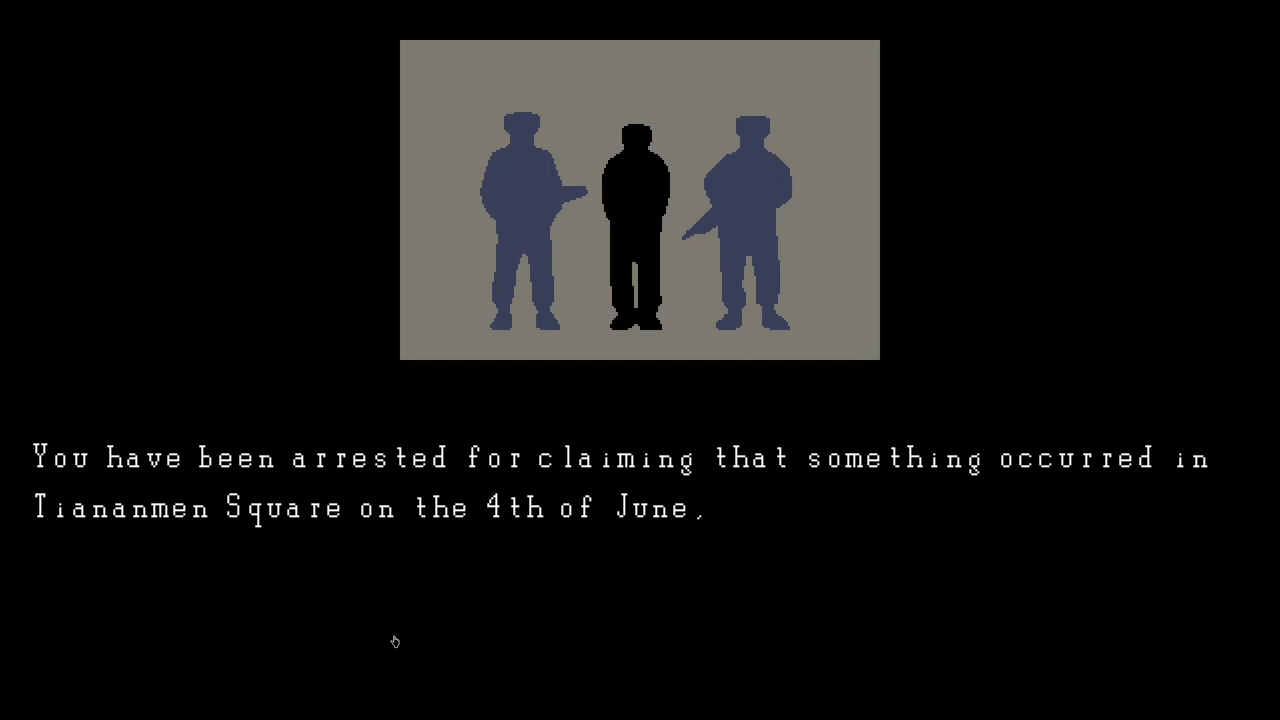 You have been arrested for claiming that something occurred in
Tiananmen Square on the 4th of June,